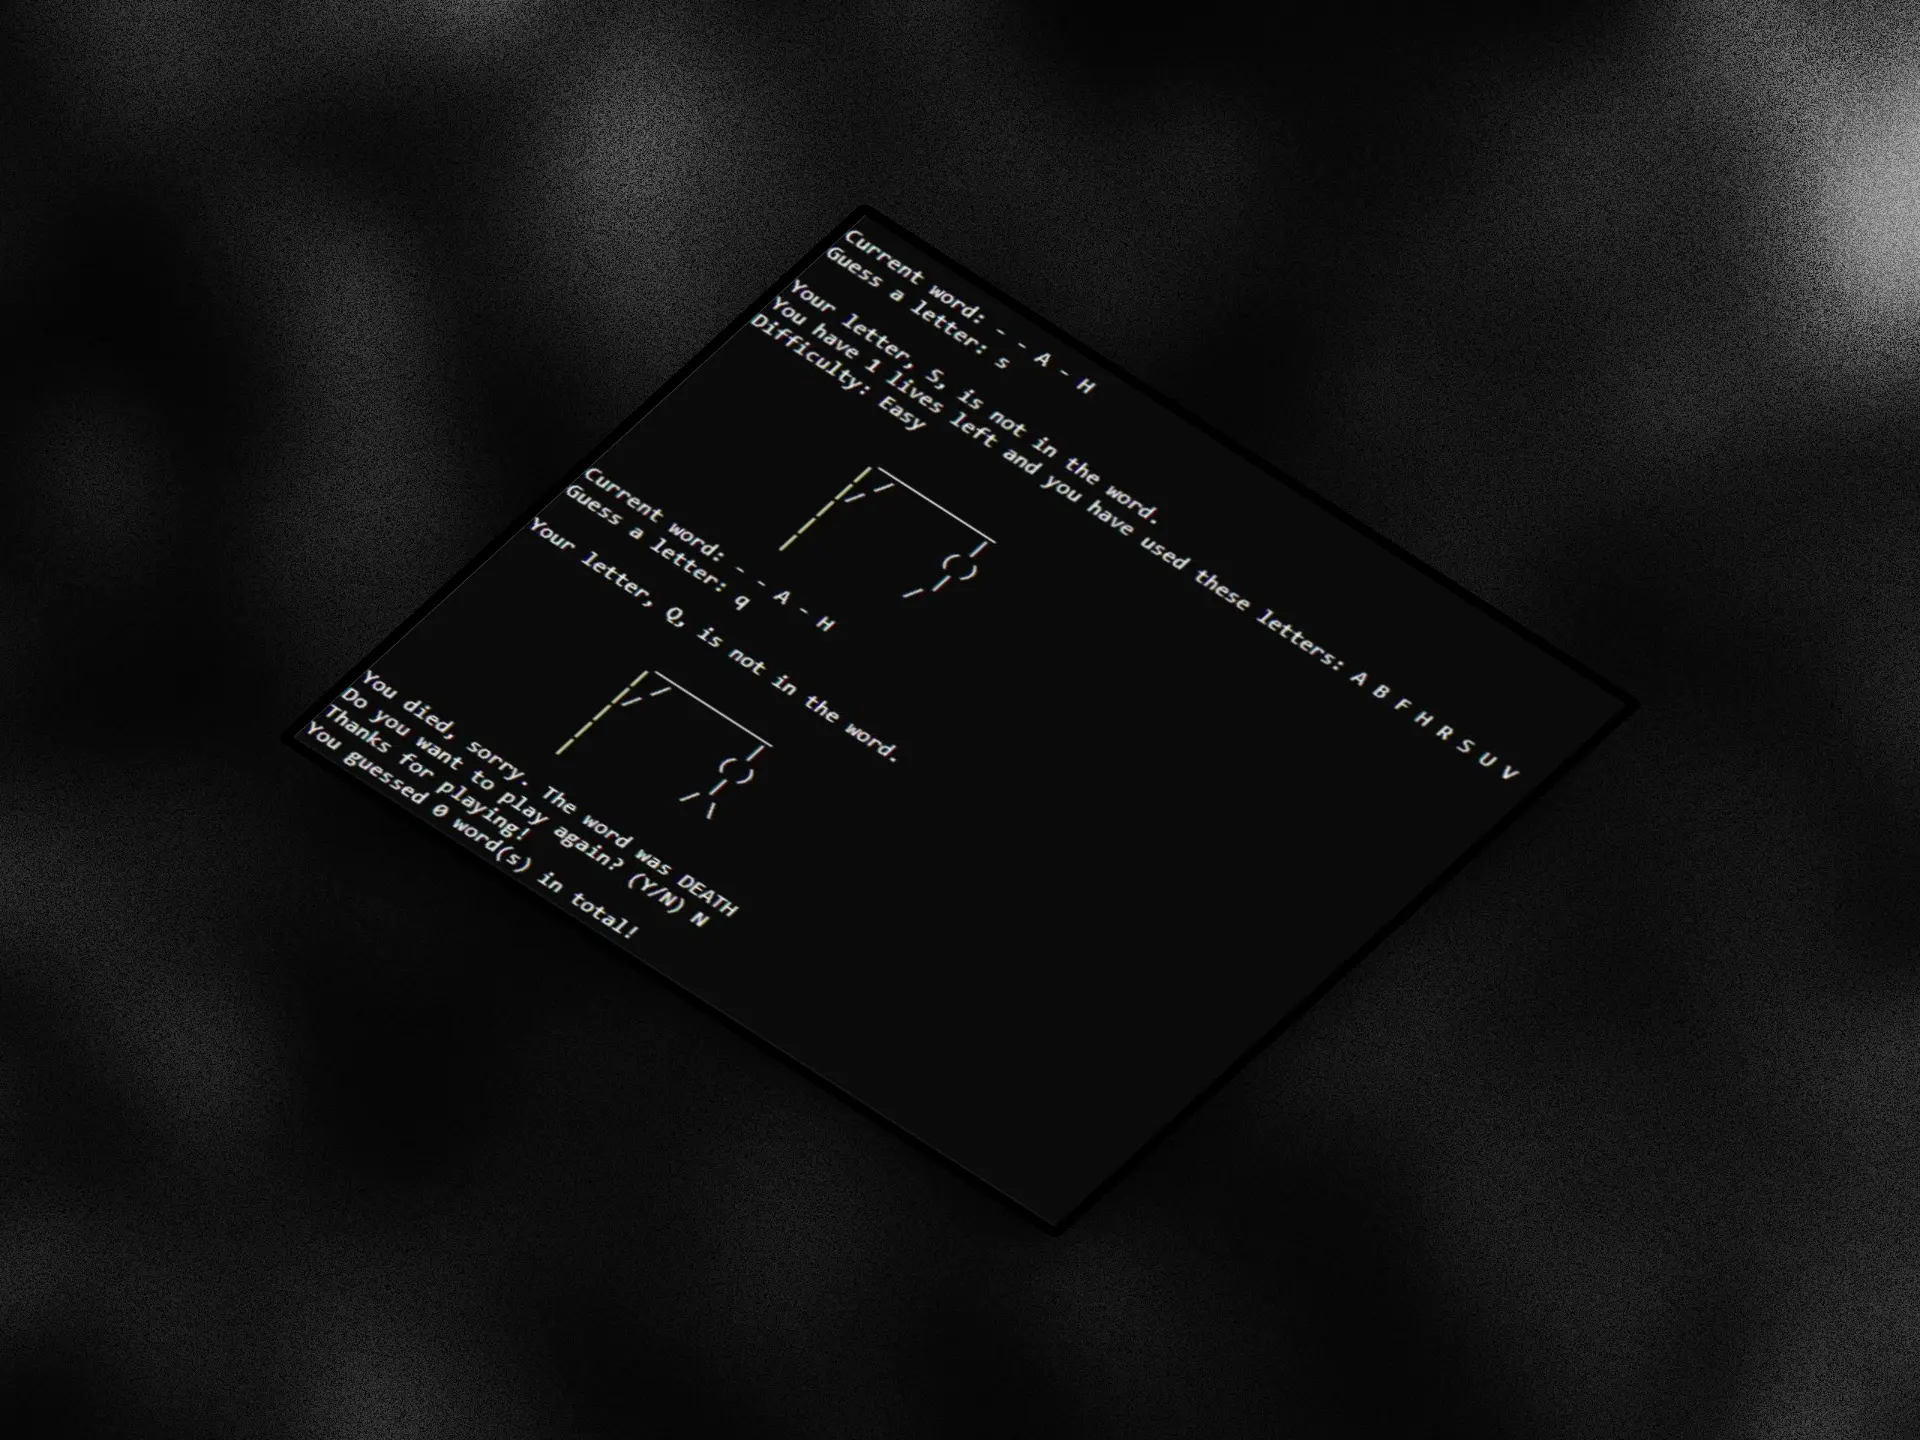 Current word: - - A - H
Guess a letter: s
Your letter, S, is not in the word.
You have 1 lives left and you have used these letters: A B F H R S U V
Difficulty: Easy
Current word: - - A - H
Guess a letter: q
Your letter, Q, is not in the word.
You died, sorry. The word was DEATH
Do you want to play again? (Y/N) N
Thanks for playing!
You guessed 0 word(s) in total!